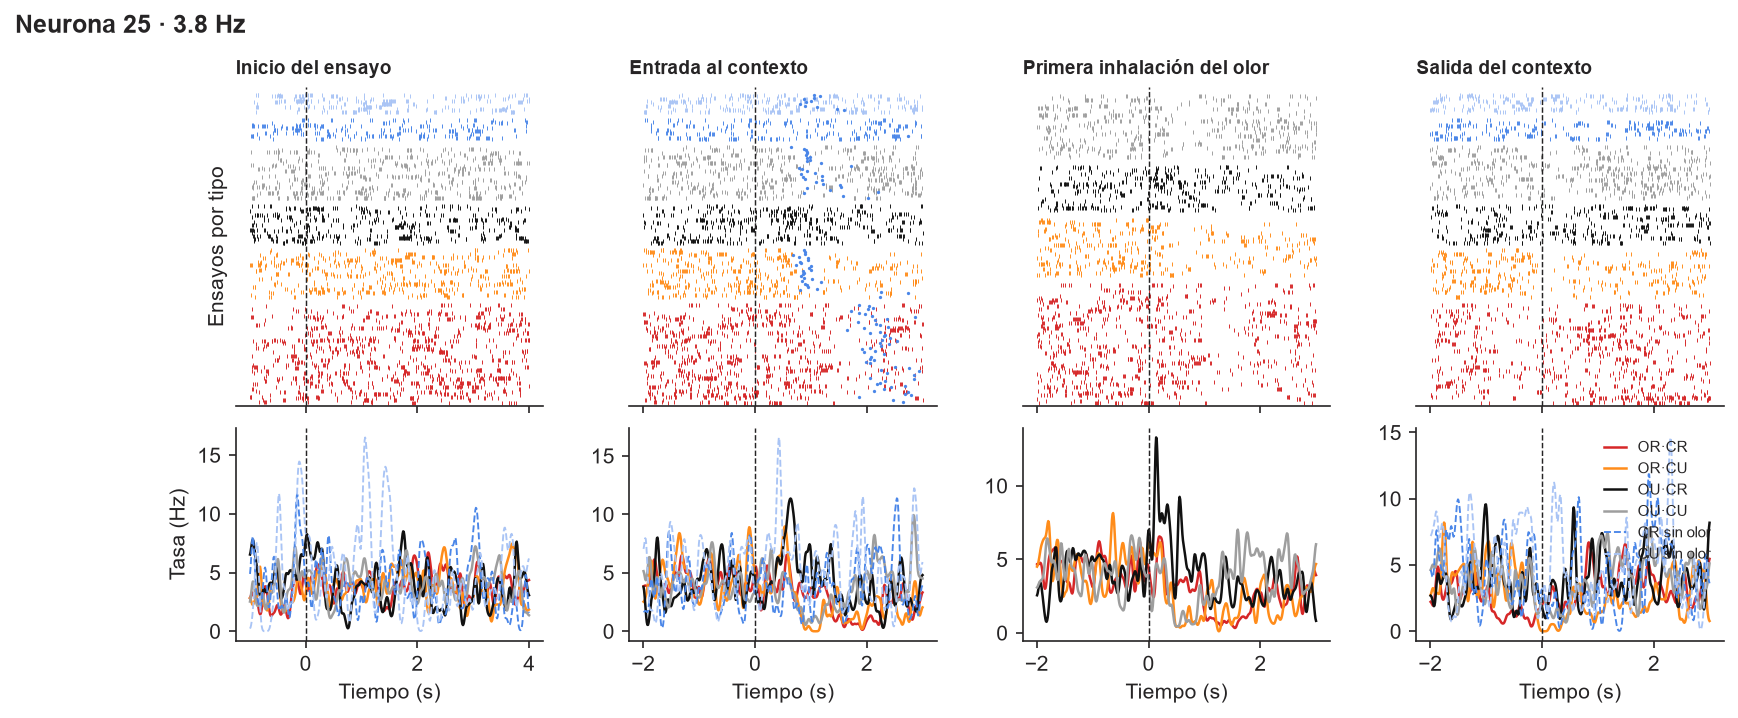 Neurona 25 · 3.8 Hz
Inicio del ensayo
Entrada al contexto
Primera inhalación del olor
Salida del contexto
Ensayos por tipo
Tasa (Hz)
15
10
5
0
0
2
4
Tiempo (s)
15
10
5
0
−2
0
2
Tiempo (s)
10
5
0
−2
0
2
Tiempo (s)
15
10
5
0
−2
0
2
Tiempo (s)
OR·CR
OR·CU
OU·CR
OU·CU
CR sin olor
CU sin olor